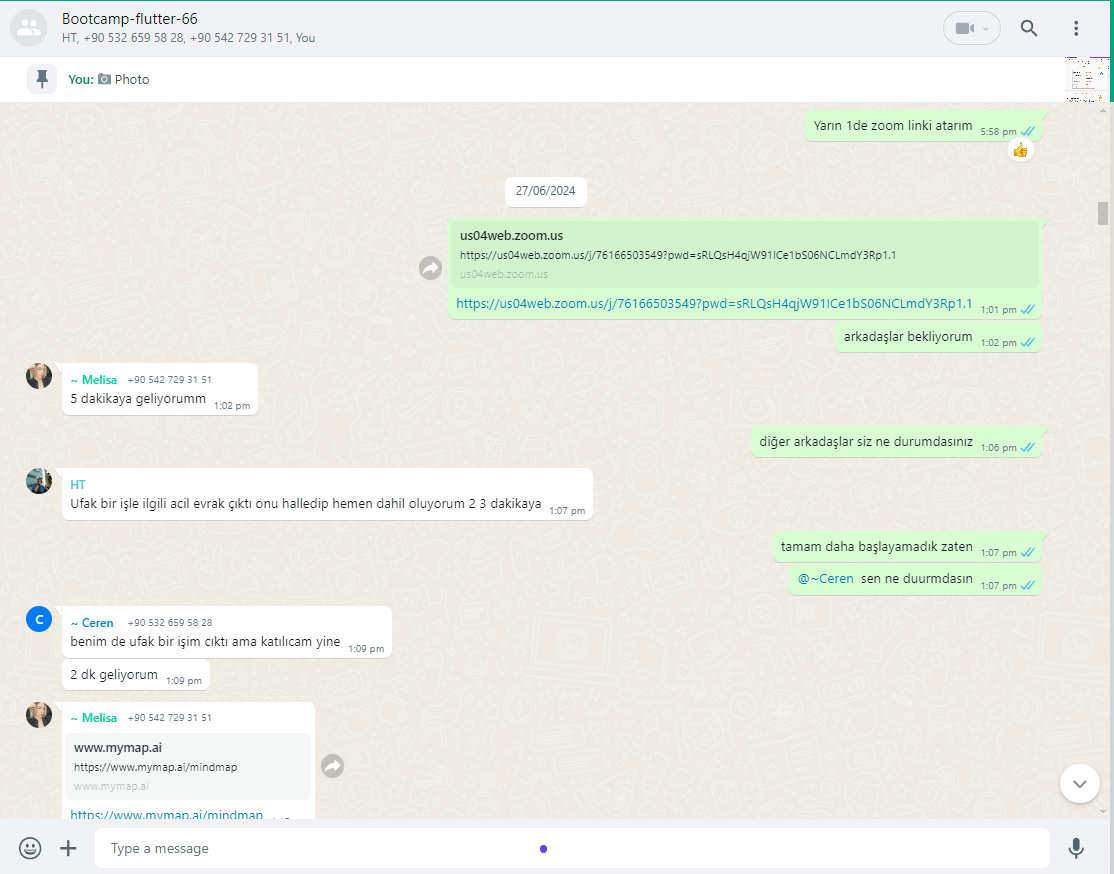 Bootcamp-flutter-66
HT, +90 532 659 58 28, +90 542 729 31 51, You
You: Photo
Yarın 1de zoom linki atarım 5:58 pm
27/06/2024
us04web.zoom.us
https://us04web.zoom.us/j/76166503549?pwd=sRLQsH4qjW91ICe1bS06NCLmdY3Rp1.1
us04web.zoom.us
https://us04web.zoom.us/j/76166503549?pwd=sRLQsH4qjW91ICe1bS06NCLmdY3Rp1.1 1:01 pm
arkadaşlar bekliyorum 1:02 pm
~ Melisa +90 542 729 31 51
5 dakikaya geliyorumm 1:02 pm
diğer arkadaşlar siz ne durumdasınız 1:06 pm
HT
Ufak bir işle ilgili acil evrak çıktı onu halledip hemen dahil oluyorum 2 3 dakikaya 1:07 pm
tamam daha başlayamadık zaten 1:07 pm
@~Ceren sen ne duurmdasın 1:07 pm
C
~ Ceren +90 532 659 58 28
benim de ufak bir işim cıktı ama katılıcam yine 1:09 pm
2 dk geliyorum 1:09 pm
~ Melisa +90 542 729 31 51
www.mymap.ai
https://www.mymap.ai/mindmap
www.mymap.ai
https://www.mymap.ai/mindmap
Type a message